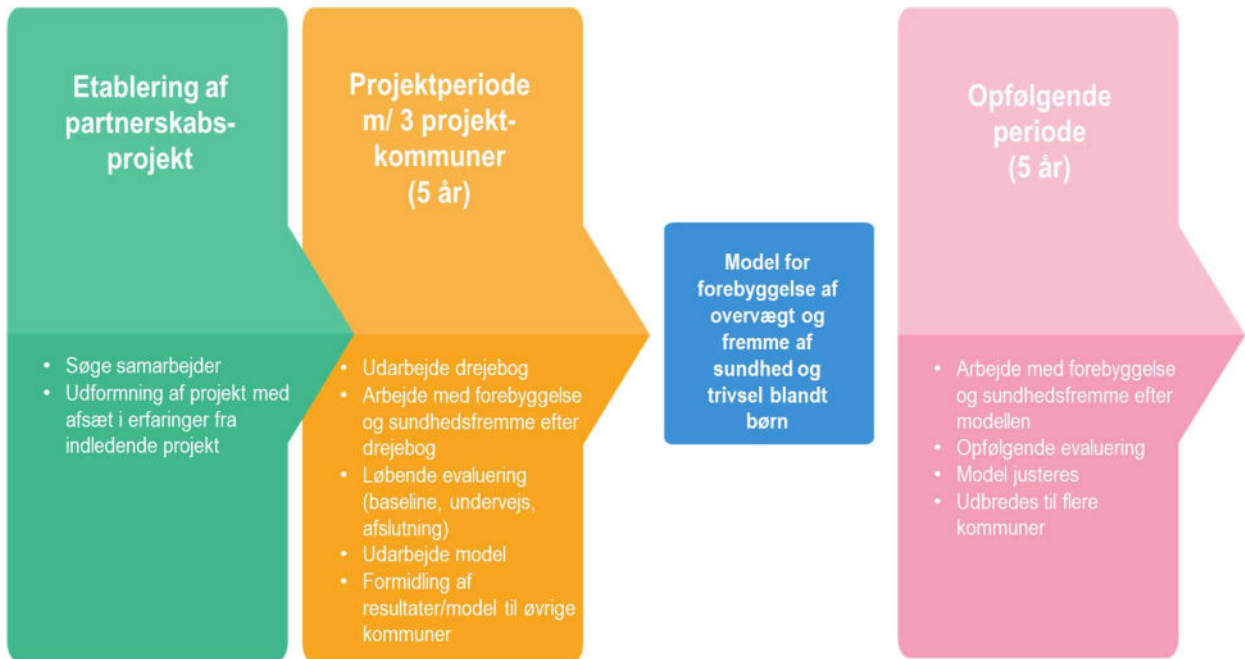 Etablering af
partnerskabs-
projekt
• Søge samarbejder
• Udformning af projekt med
afsæt i erfaringer fra
indledende projekt
Projektperiode
m/ 3 projekt-
kommuner
(5 år)
• Udarbejde drejebog
• Arbejde med forebyggelse
og sundhedsfremme efter
drejebog
• Løbende evaluering
(baseline, undervejs,
afslutning)
• Udarbejde model
• Formidling af
resultater/model til øvrige
kommuner
Model for
forebyggelse af
overvægt og
fremme af
sundhed og
trivsel blandt
børn
Opfølgende
periode
(5 år)
• Arbejde med forebyggelse
og sundhedsfremme efter
modellen
• Opfølgende evaluering
• Model justeres
• Udbredes til flere
kommuner